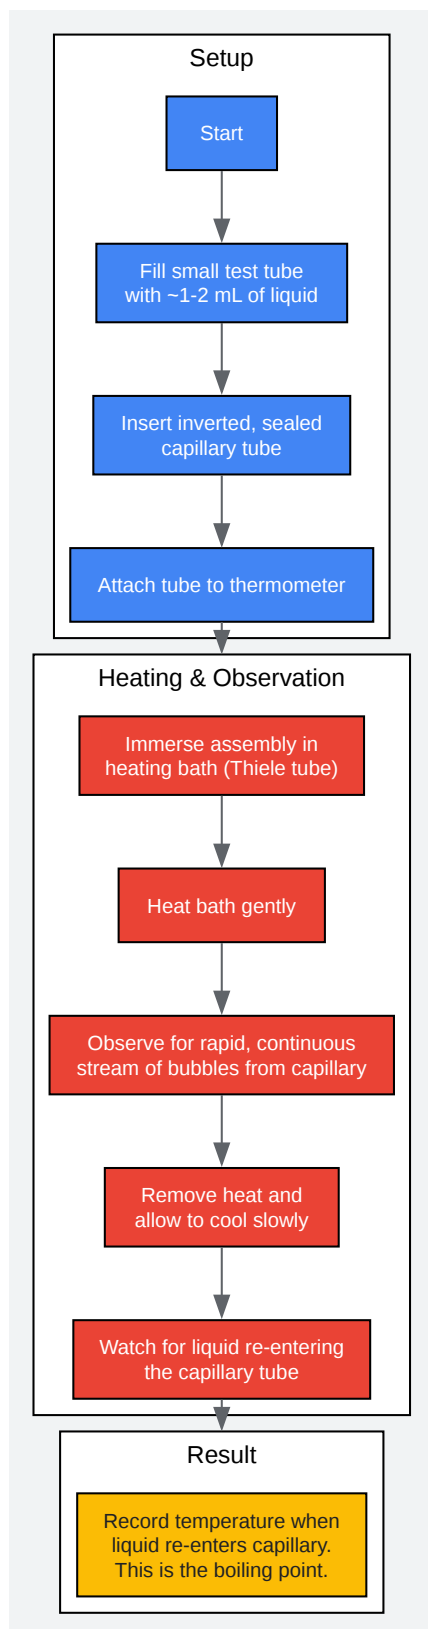 Setup
Start
Fill small test tube
with ~1-2 mL of liquid
Insert inverted, sealed
capillary tube
Attach tube to thermometer
Heating & Observation
Immerse assembly in
heating bath (Thiele tube)
Heat bath gently
Observe for rapid, continuous
stream of bubbles from capillary
Remove heat and
allow to cool slowly
Watch for liquid re-entering
the capillary tube
Result
Record temperature when
liquid re-enters capillary.
This is the boiling point.